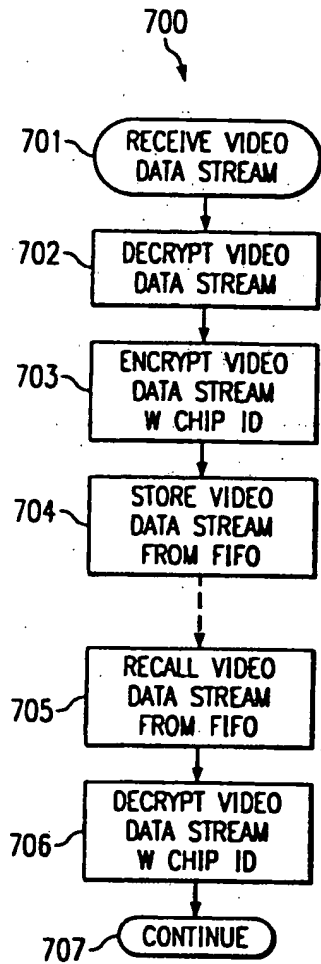 700
701
RECEIVE VIDEO
DATA STREAM
702
DECRYPT VIDEO
DATA STREAM
703
ENCRYPT VIDEO
DATA STREAM
W CHIP ID
704
STORE VIDEO
DATA STREAM
FROM FIFO
705
RECALL VIDEO
DATA STREAM
FROM FIFO
706
DECRYPT VIDEO
DATA STREAM
W CHIP ID
707
CONTINUE